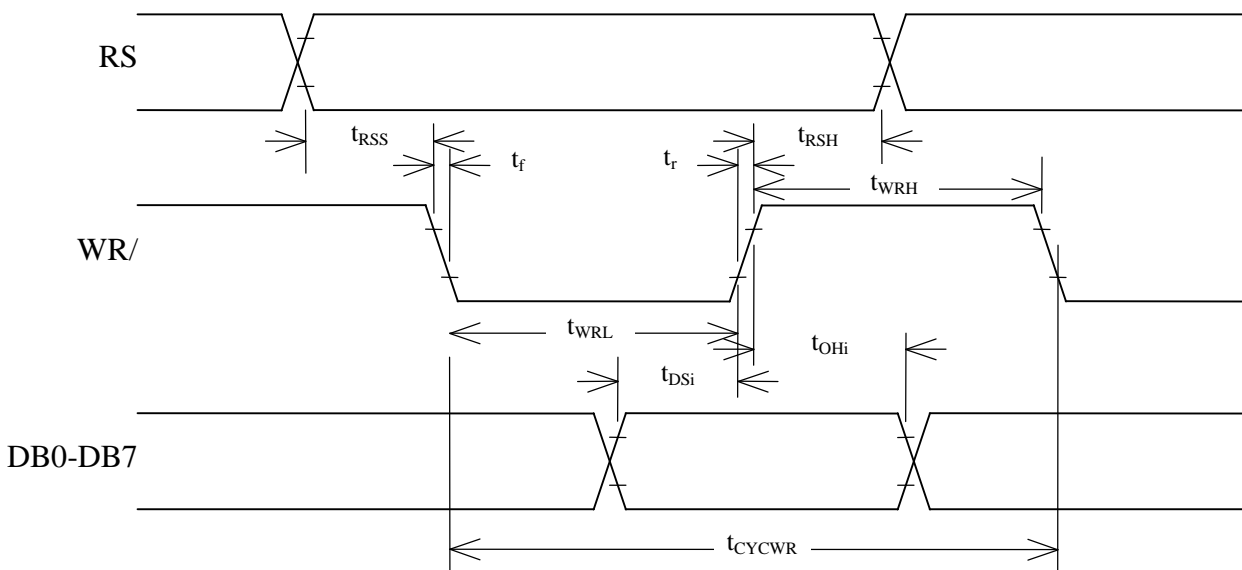 RS
tRSS
tRSH
tf
tr
tWRH
WR/
tWRL
tOHi
tDSi
DB0-DB7
tCYCWR